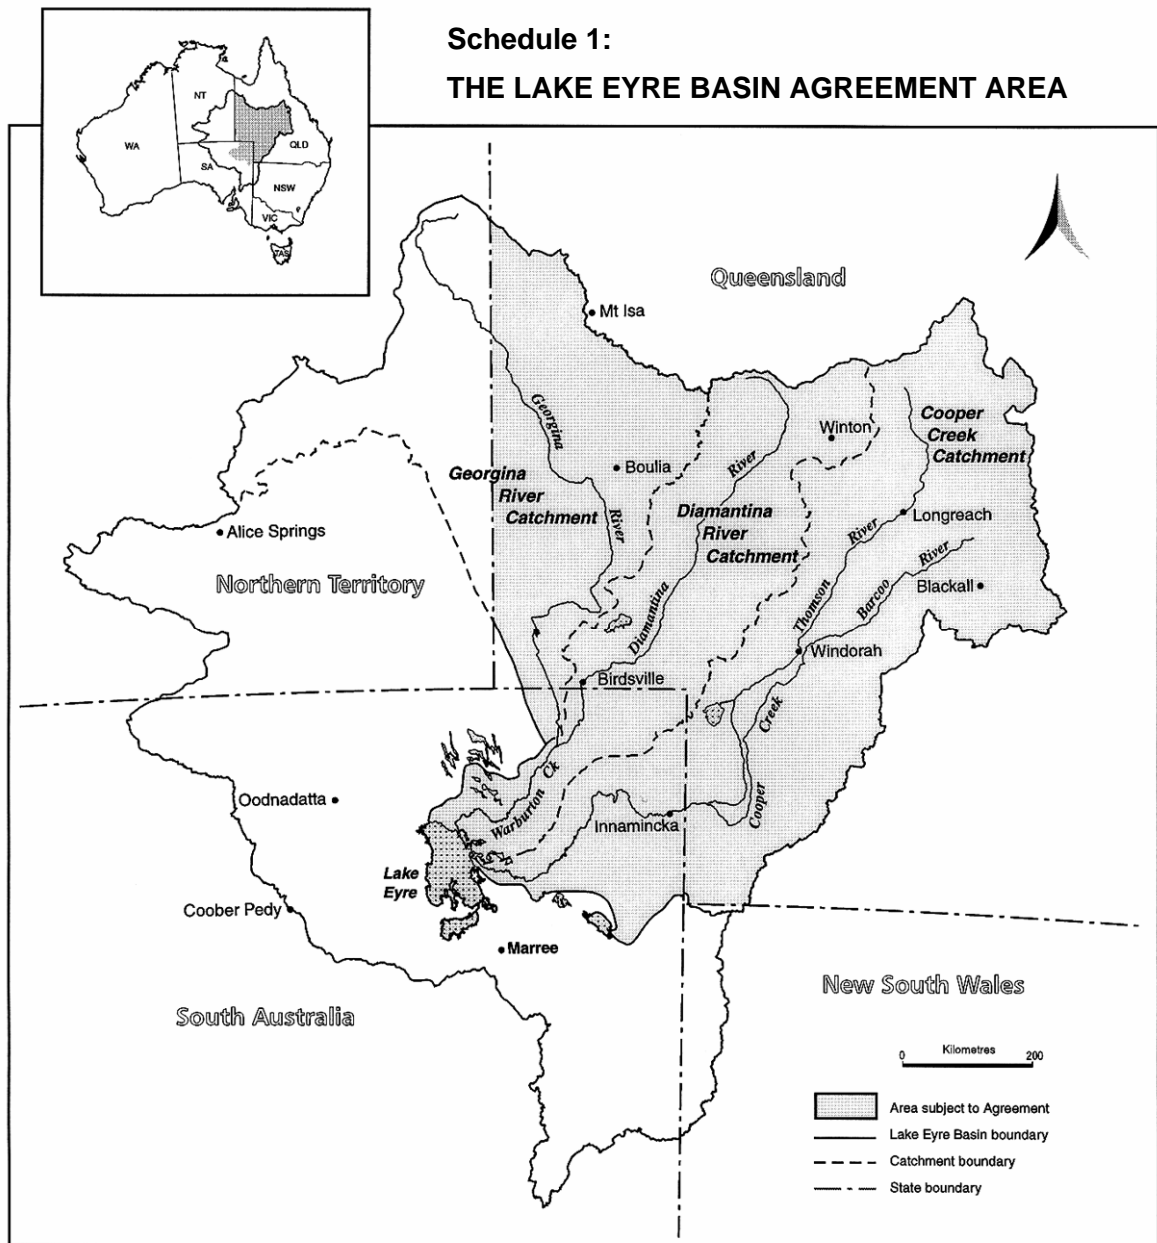 Schedule 1:
THE LAKE EYRE BASIN AGREEMENT AREA
NT
WA
QLD
SA
NSW
VIC
TAS
Queensland
Mt Isa
Georgina
River
Cooper
Creek
Catchment
Winton
Boulia
River
Georgina
River
Catchment
Diamantina
River
Catchment
Longreach
Alice Springs
River
River
Blackall
Northern Territory
Thomson
Barcoo
Diamantina
Windorah
Birdsville
Creek
Cooper
Oodnadatta
Warburton Ck
Innamincka
Lake
Eyre
Coober Pedy
Marree
New South Wales
South Australia
Kilometres
0 200
Area subject to Agreement
Lake Eyre Basin boundary
Catchment boundary
State boundary